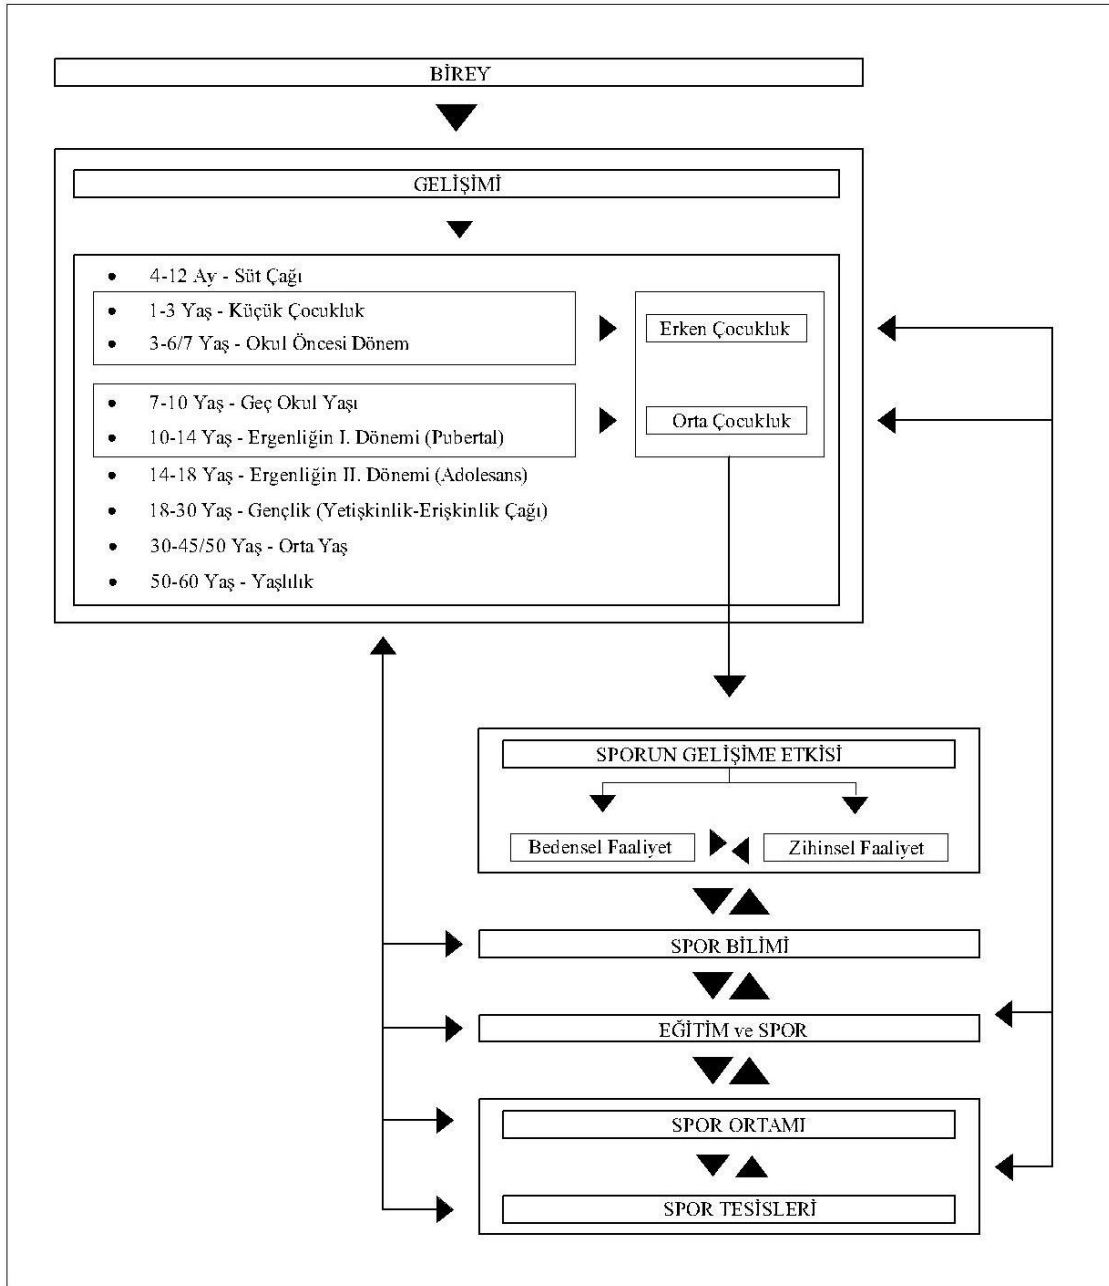 BİREY
GELİŞİMİ
• 4-12 Ay - Süt Çağı
• 1-3 Yaş - Küçük Çocukluk
• 3-6/7 Yaş - Okul Öncesi Dönem
Erken Çocukluk
• 7-10 Yaş - Geç Okul Yaşı
• 10-14 Yaş - Ergenliğin I. Dönemi (Pubertal)
Orta Çocukluk
• 14-18 Yaş - Ergenliğin II. Dönemi (Adolesans)
• 18-30 Yaş - Gençlik (Yetişkinlik-Erişkinlik Çağı)
• 30-45/50 Yaş - Orta Yaş
• 50-60 Yaş - Yaşlılık
SPORUN GELİŞİME ETKİSİ
Bedensel Faaliyet
Zihinsel Faaliyet
SPOR BİLİMİ
EĞİTİM ve SPOR
SPOR ORTAMI
SPOR TESİSLERİ